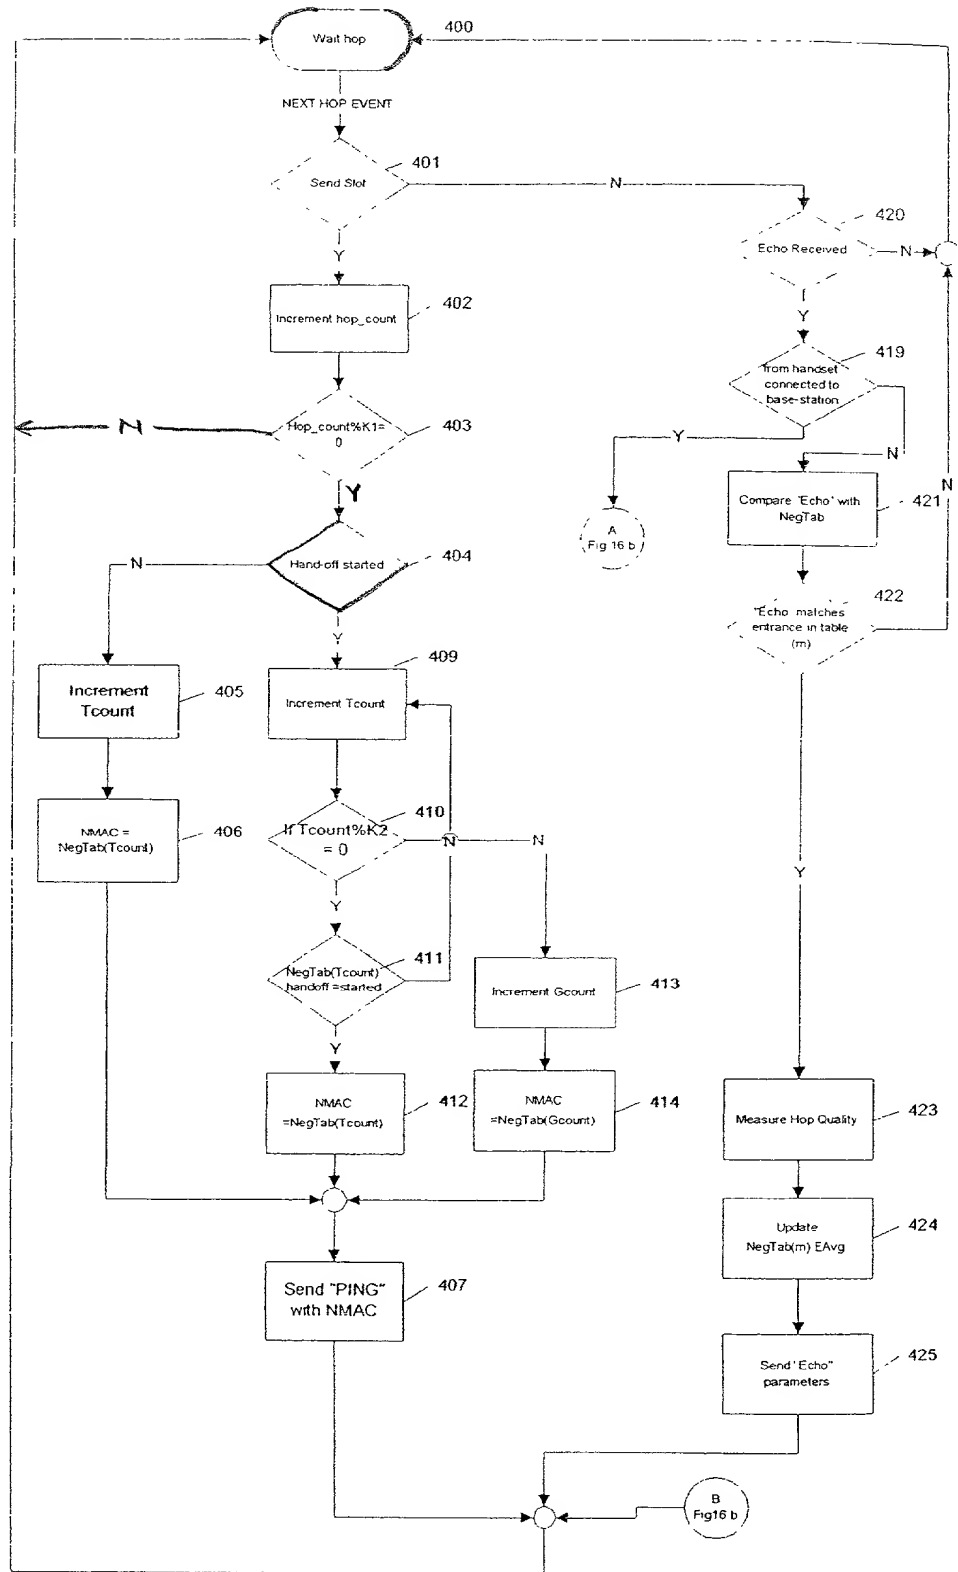 Wait hop
400
NEXT HOP EVENT
Send Slot
401
N
Y
420
Echo Received
N
Increment hop_count
402
Y
419
from handset
connected to
base-station
Hop_count%K1=
0
403
N
Y
N
Y
Compare "Echo" with
NegTab
421
N
A
Fig 16 b
Hand-off started
404
N
Y
422
"Echo matches
entrance in table
(m)
409
Increment
Tcount
405
Increment Tcount
NMAC =
NegTab(Tcount)
406
If Tcount%K2
= 0
410
N
N
Y
Y
NegTab(Tcount)
handoff =started
411
Increment Gcount
413
Y
NMAC
=NegTab(Tcount)
412
NMAC
=NegTab(Gcount)
414
Measure Hop Quality
423
Update
NegTab(m) EAvg
424
Send "PING"
with NMAC
407
Send "Echo"
parameters
425
B
Fig16 b